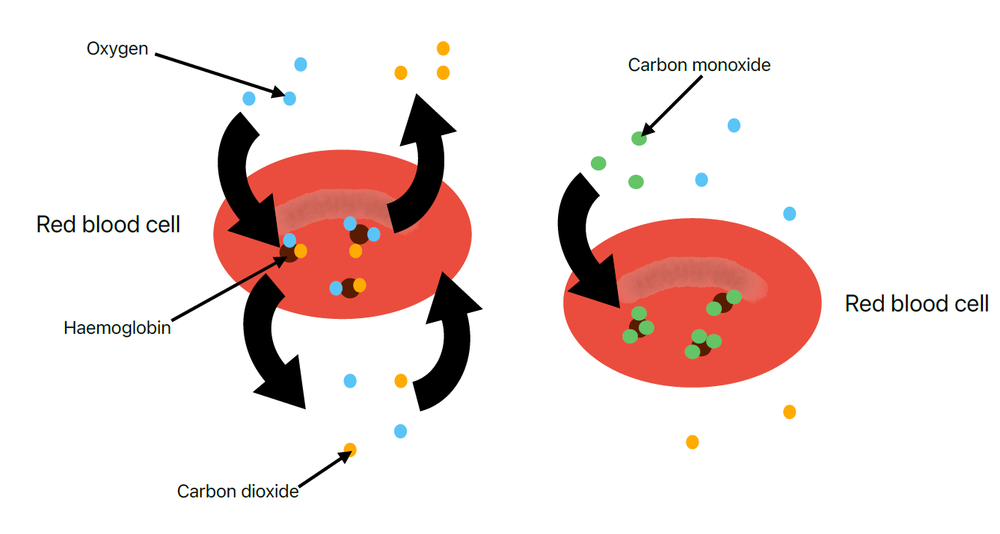 Oxygen
Carbon monoxide
Red blood cell
Haemoglobin
Carbon dioxide
Red blood cell